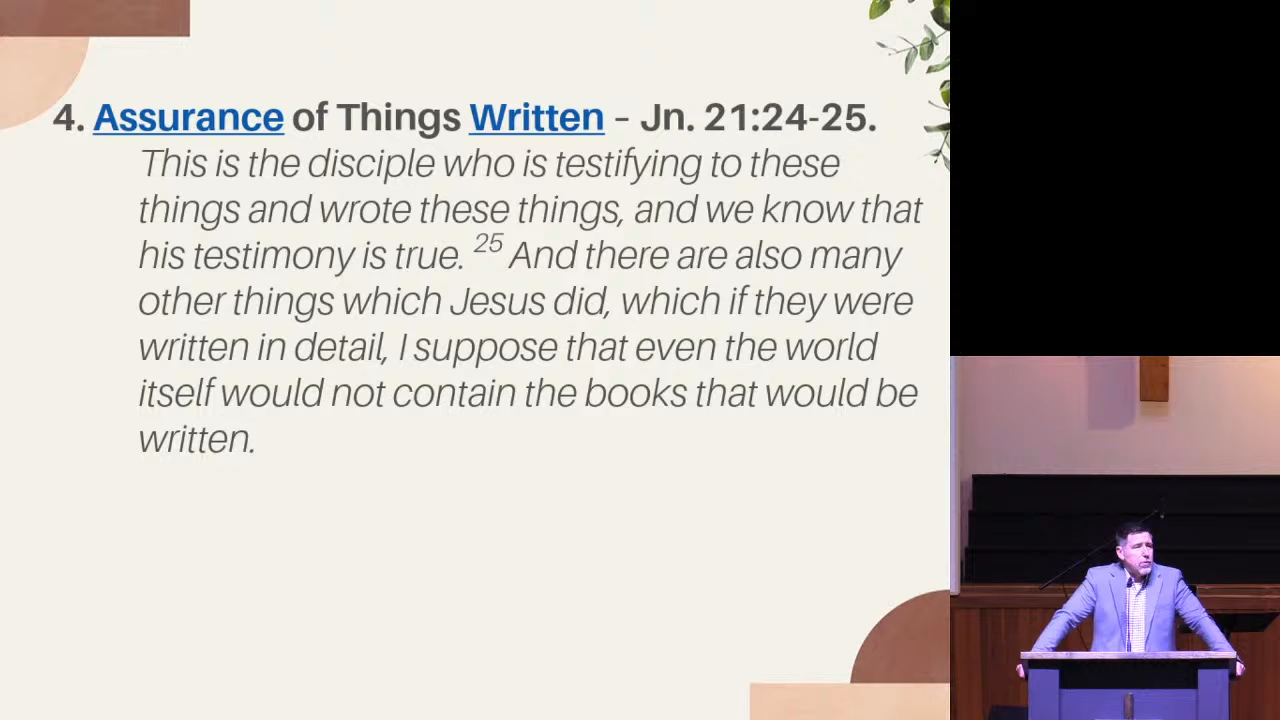 4. Assurance of Things Written – Jn. 21:24-25.
This is the disciple who is testifying to these
things and wrote these things, and we know that
his testimony is true. 25 And there are also many
other things which Jesus did, which if they were
written in detail, I suppose that even the world
itself would not contain the books that would be
written.